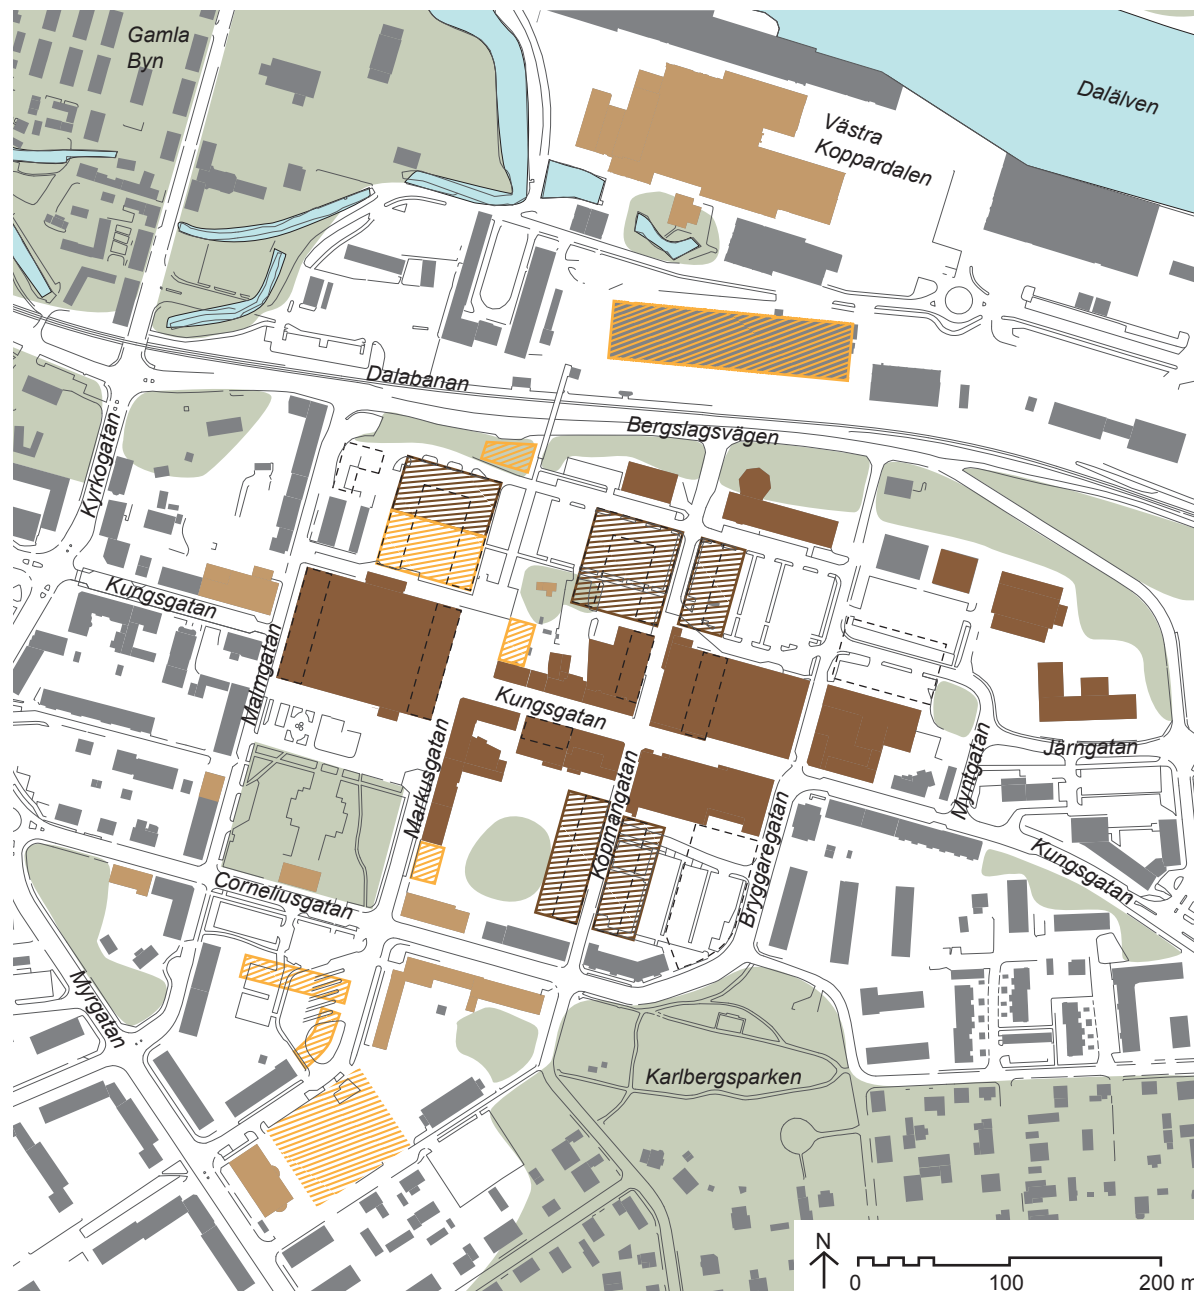 Gamla
Byn
Dalälven
Västra
Koppardalen
Dalabanan
Bergslagsvägen
Kyrkogatan
Kungsgatan
Malmgatan
Kungsgatan
Markusgatan
Köpmangatan
Myntgatan
Järngatan
Bryggaregatan
Kungsgatan
Corneliusgatan
Myrgatan
Karlbergsparken
N
0 100 200 m